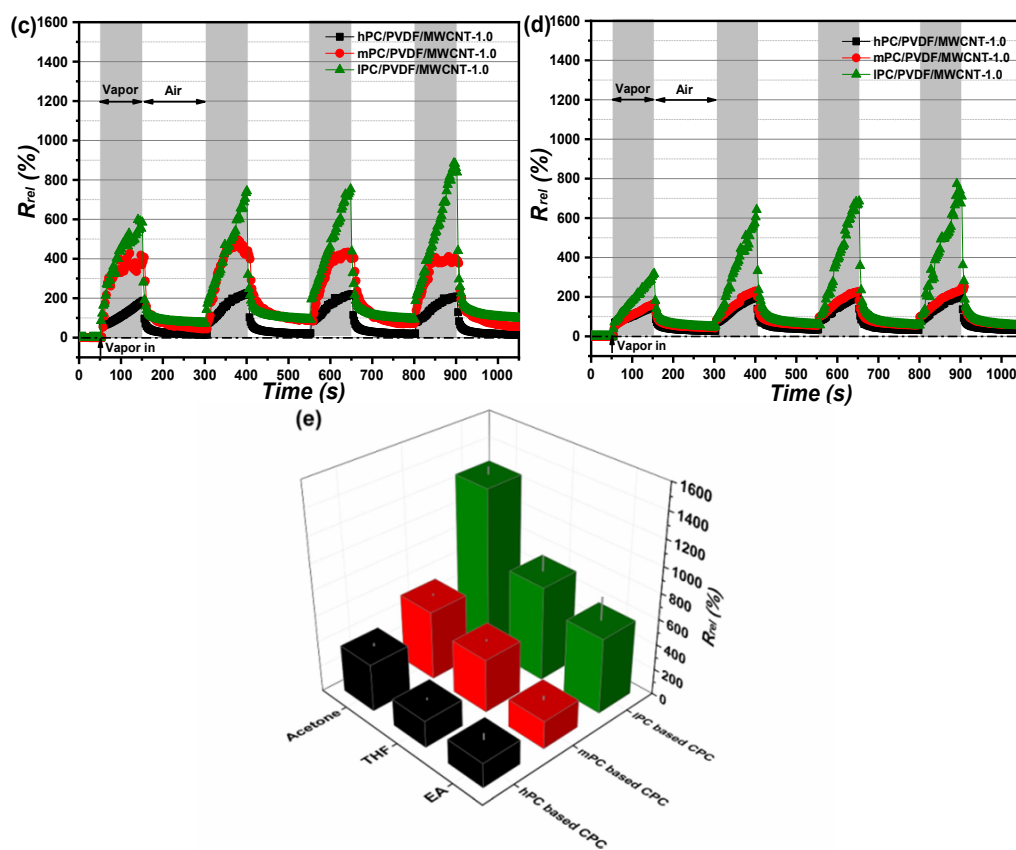 (c)
hPC/PVDF/MWCNT-1.0
mPC/PVDF/MWCNT-1.0
lPC/PVDF/MWCNT-1.0
Vapor
Air
Vapor in
R_rel (%)
1600
1400
1200
1000
800
600
400
200
0
0 100 200 300 400 500 600 700 800 900 1000
Time (s)
(d)
hPC/PVDF/MWCNT-1.0
mPC/PVDF/MWCNT-1.0
lPC/PVDF/MWCNT-1.0
Vapor
Air
Vapor in
R_rel (%)
1600
1400
1200
1000
800
600
400
200
0
0 100 200 300 400 500 600 700 800 900 1000
Time (s)
(e)
1600
1400
1200
1000
800
600
400
200
0
R_rel (%)
Acetone
THF
EA
lPC based CPC
mPC based CPC
hPC based CPC